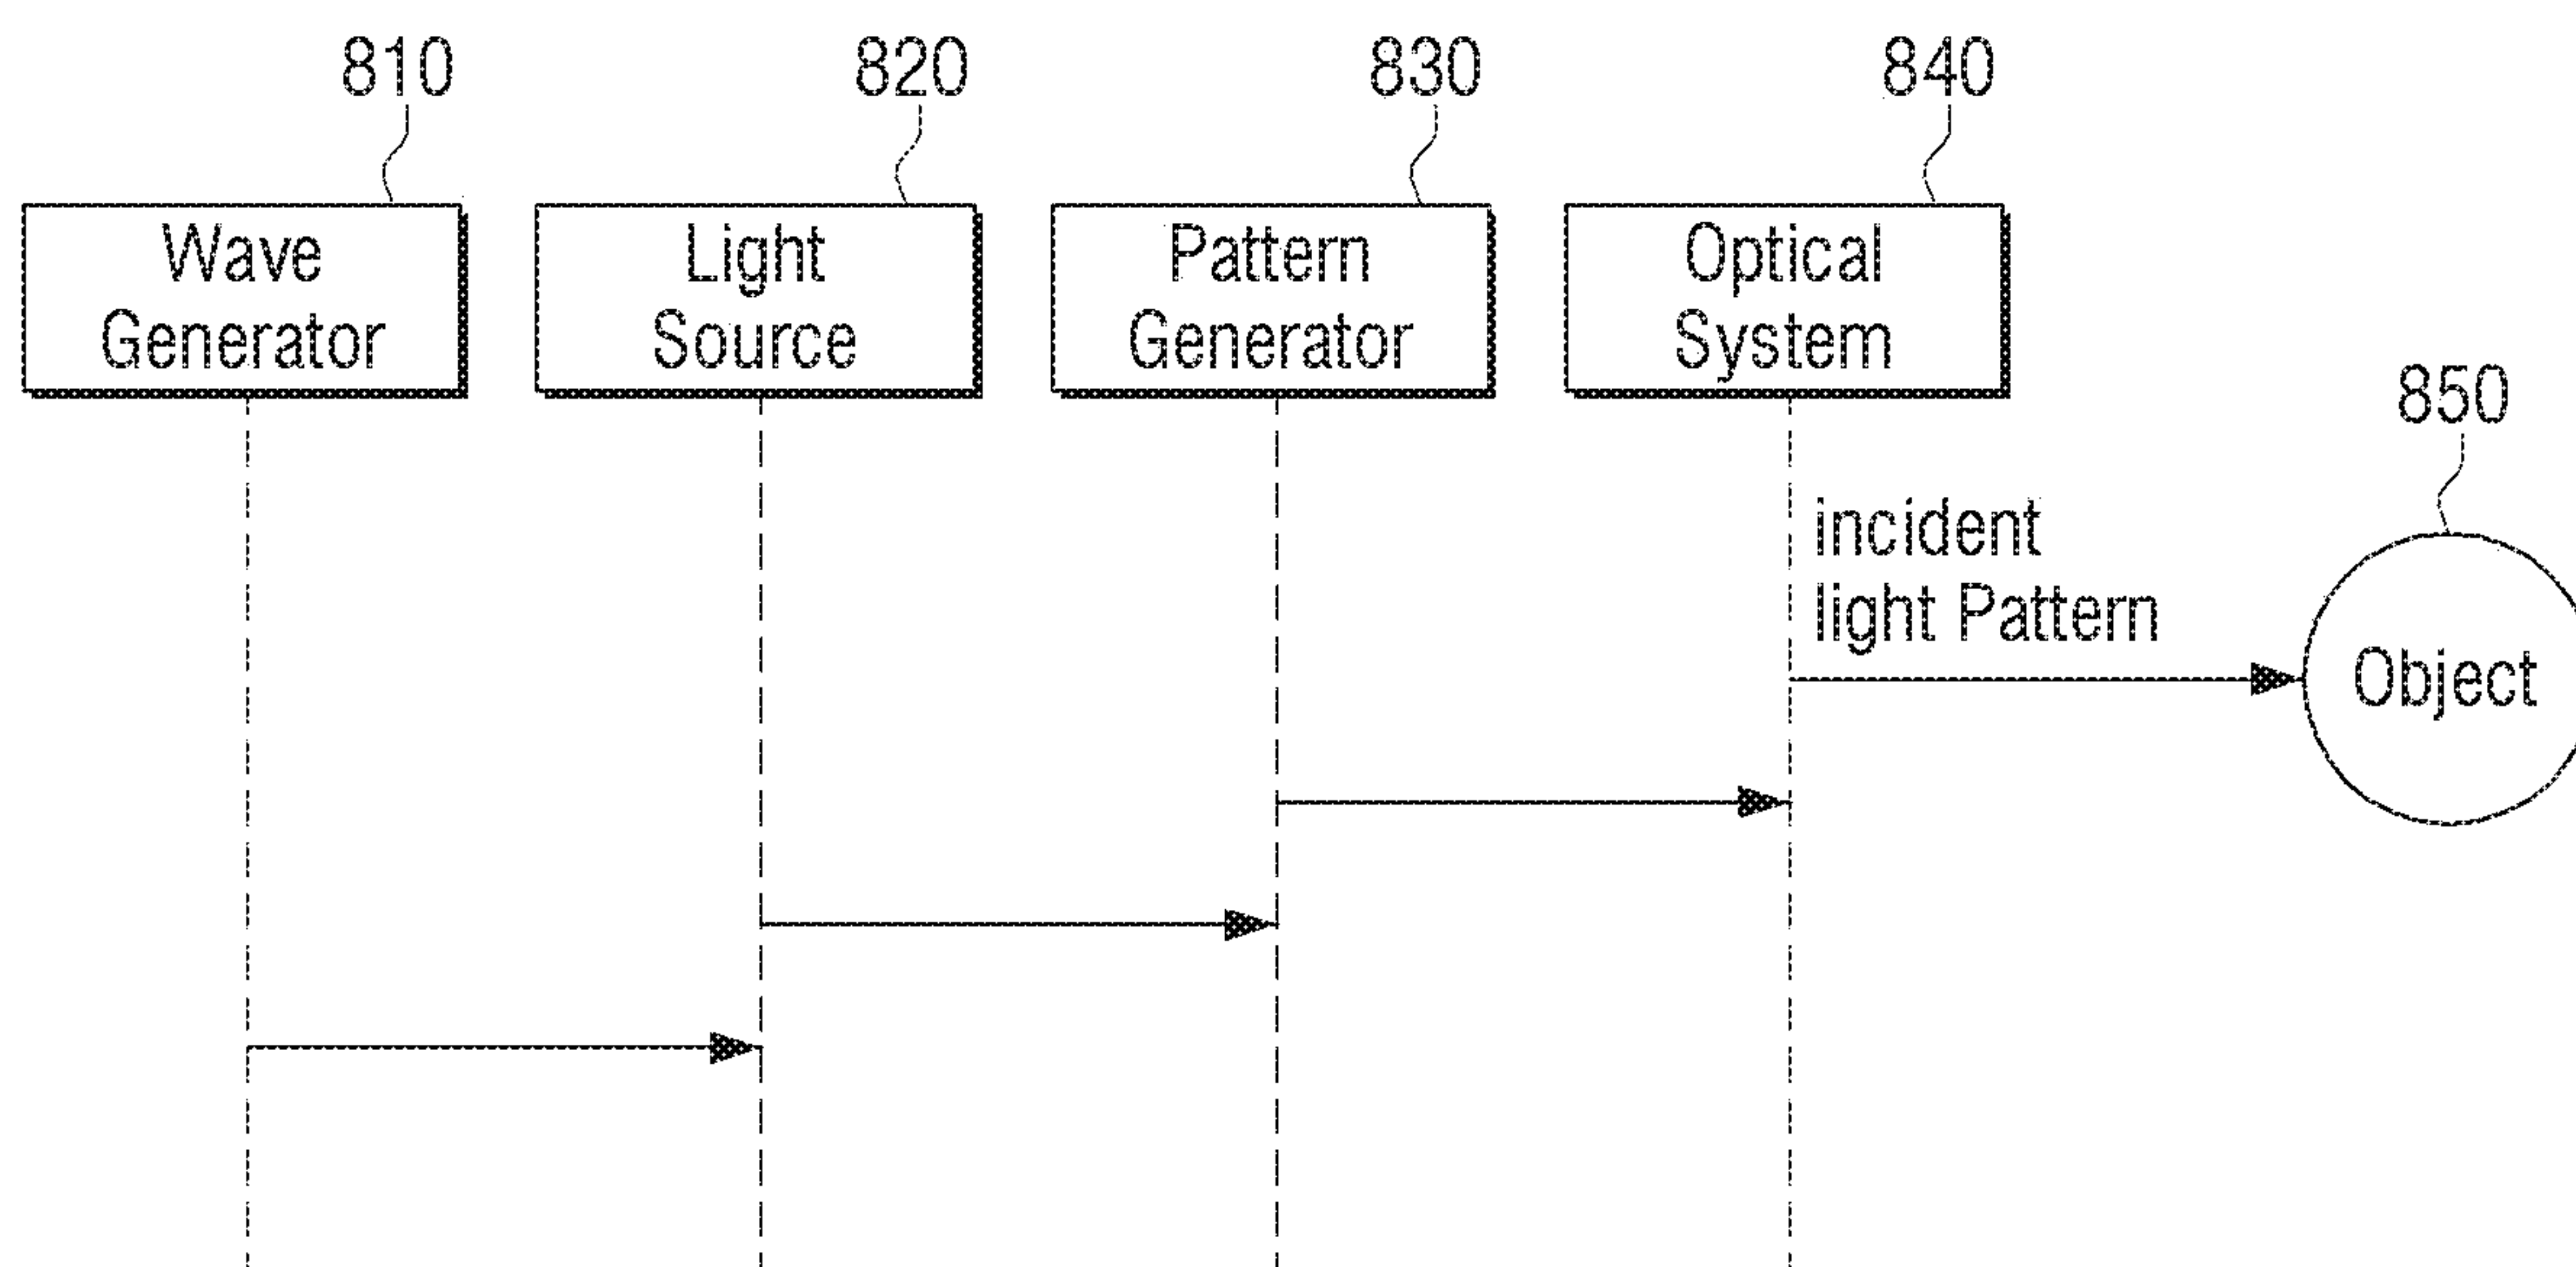 810
820
830
840
Wave
Generator
Light
Source
Pattern
Generator
Optical
System
850
incident
light Pattern
Object